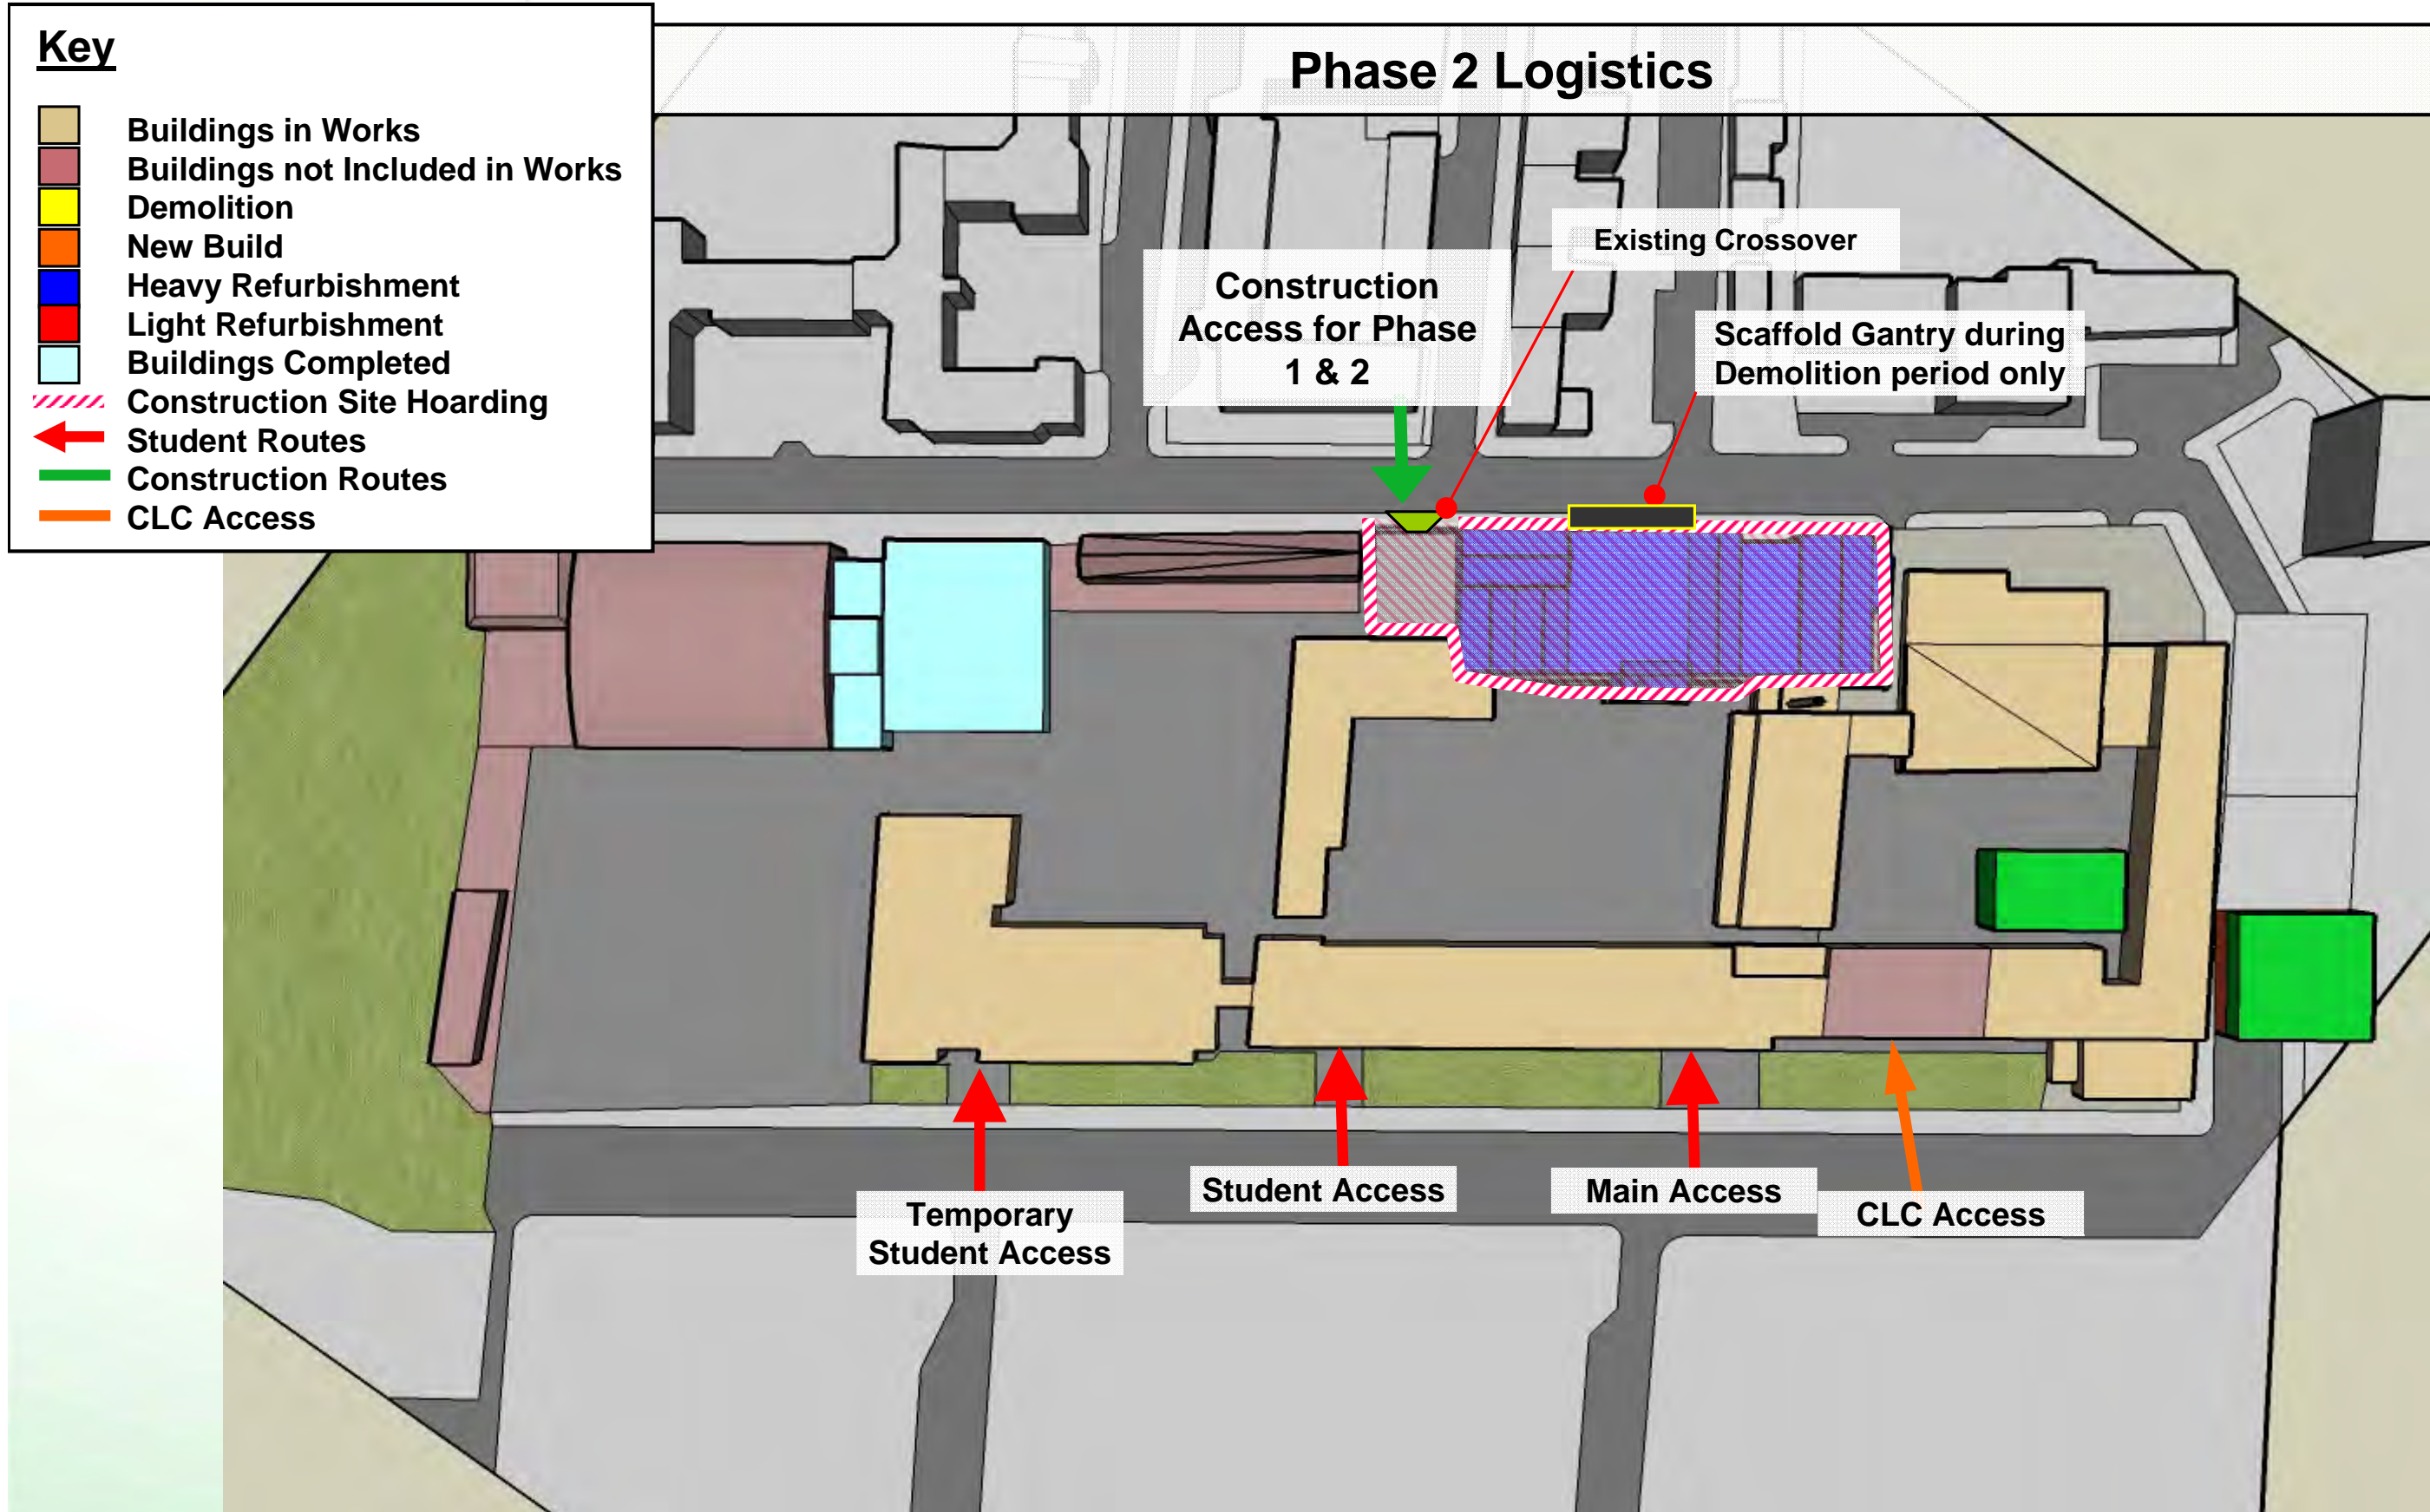 Key
Buildings in Works
Buildings not Included in Works
Demolition
New Build
Heavy Refurbishment
Light Refurbishment
Buildings Completed
Construction Site Hoarding
Student Routes
Construction Routes
CLC Access
Phase 2 Logistics
Existing Crossover
Construction
Access for Phase
1 & 2
Scaffold Gantry during
Demolition period only
Temporary
Student Access
Student Access
Main Access
CLC Access